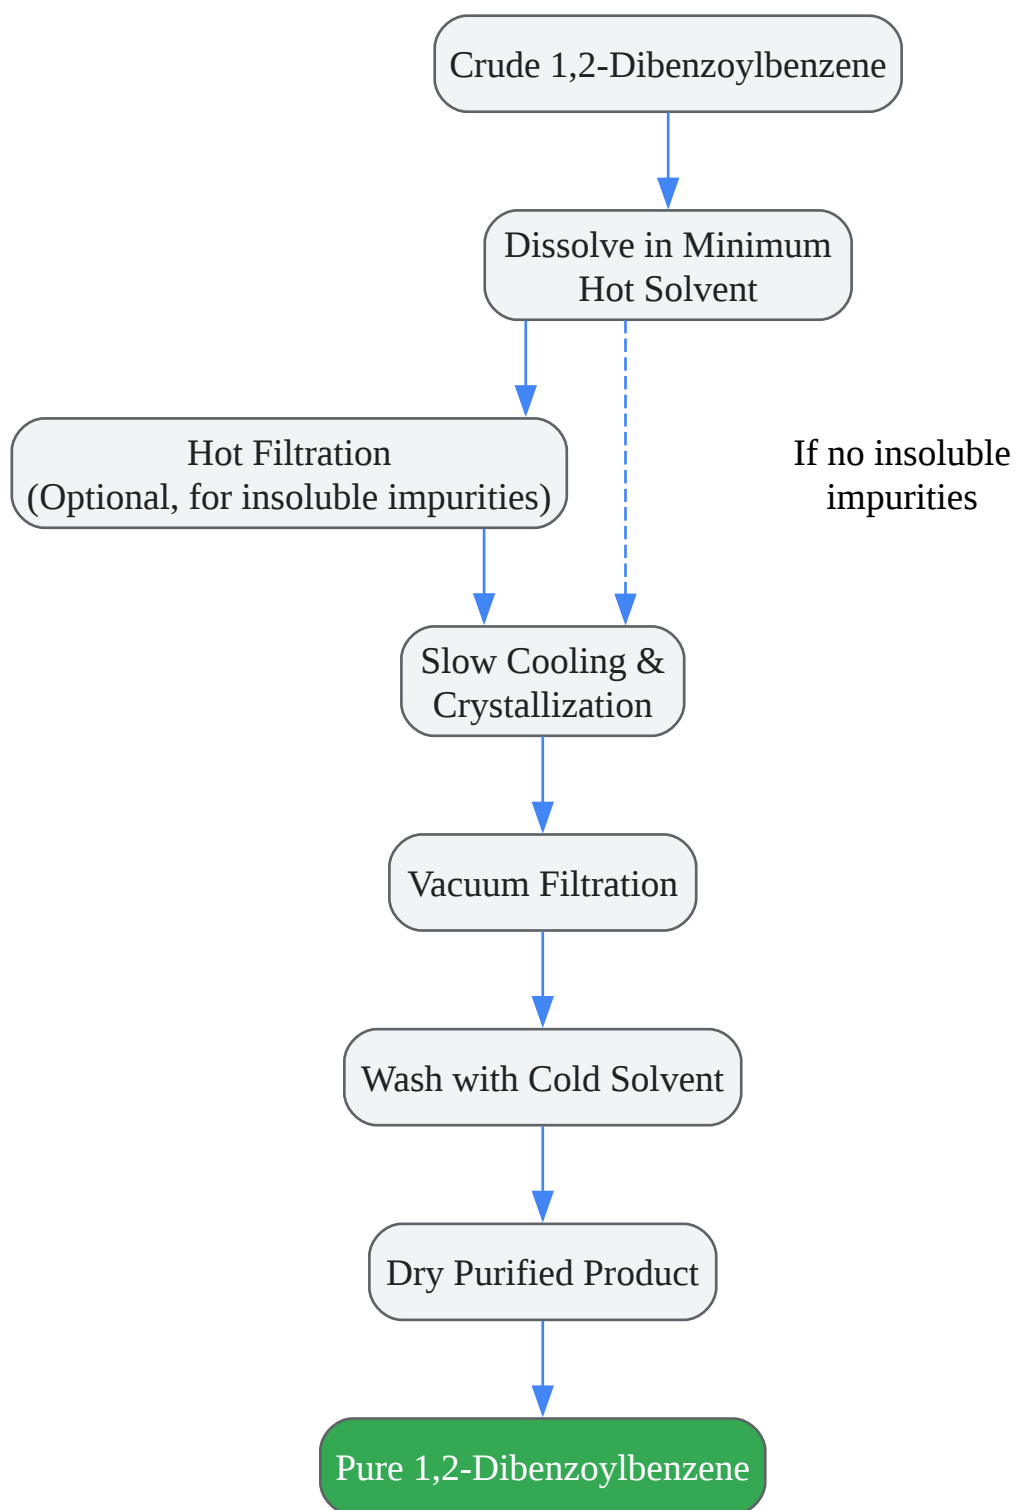 Crude 1,2-Dibenzoylbenzene
Dissolve in Minimum
Hot Solvent
Hot Filtration
(Optional, for insoluble impurities)
If no insoluble
impurities
Slow Cooling &
Crystallization
Vacuum Filtration
Wash with Cold Solvent
Dry Purified Product
Pure 1,2-Dibenzoylbenzene